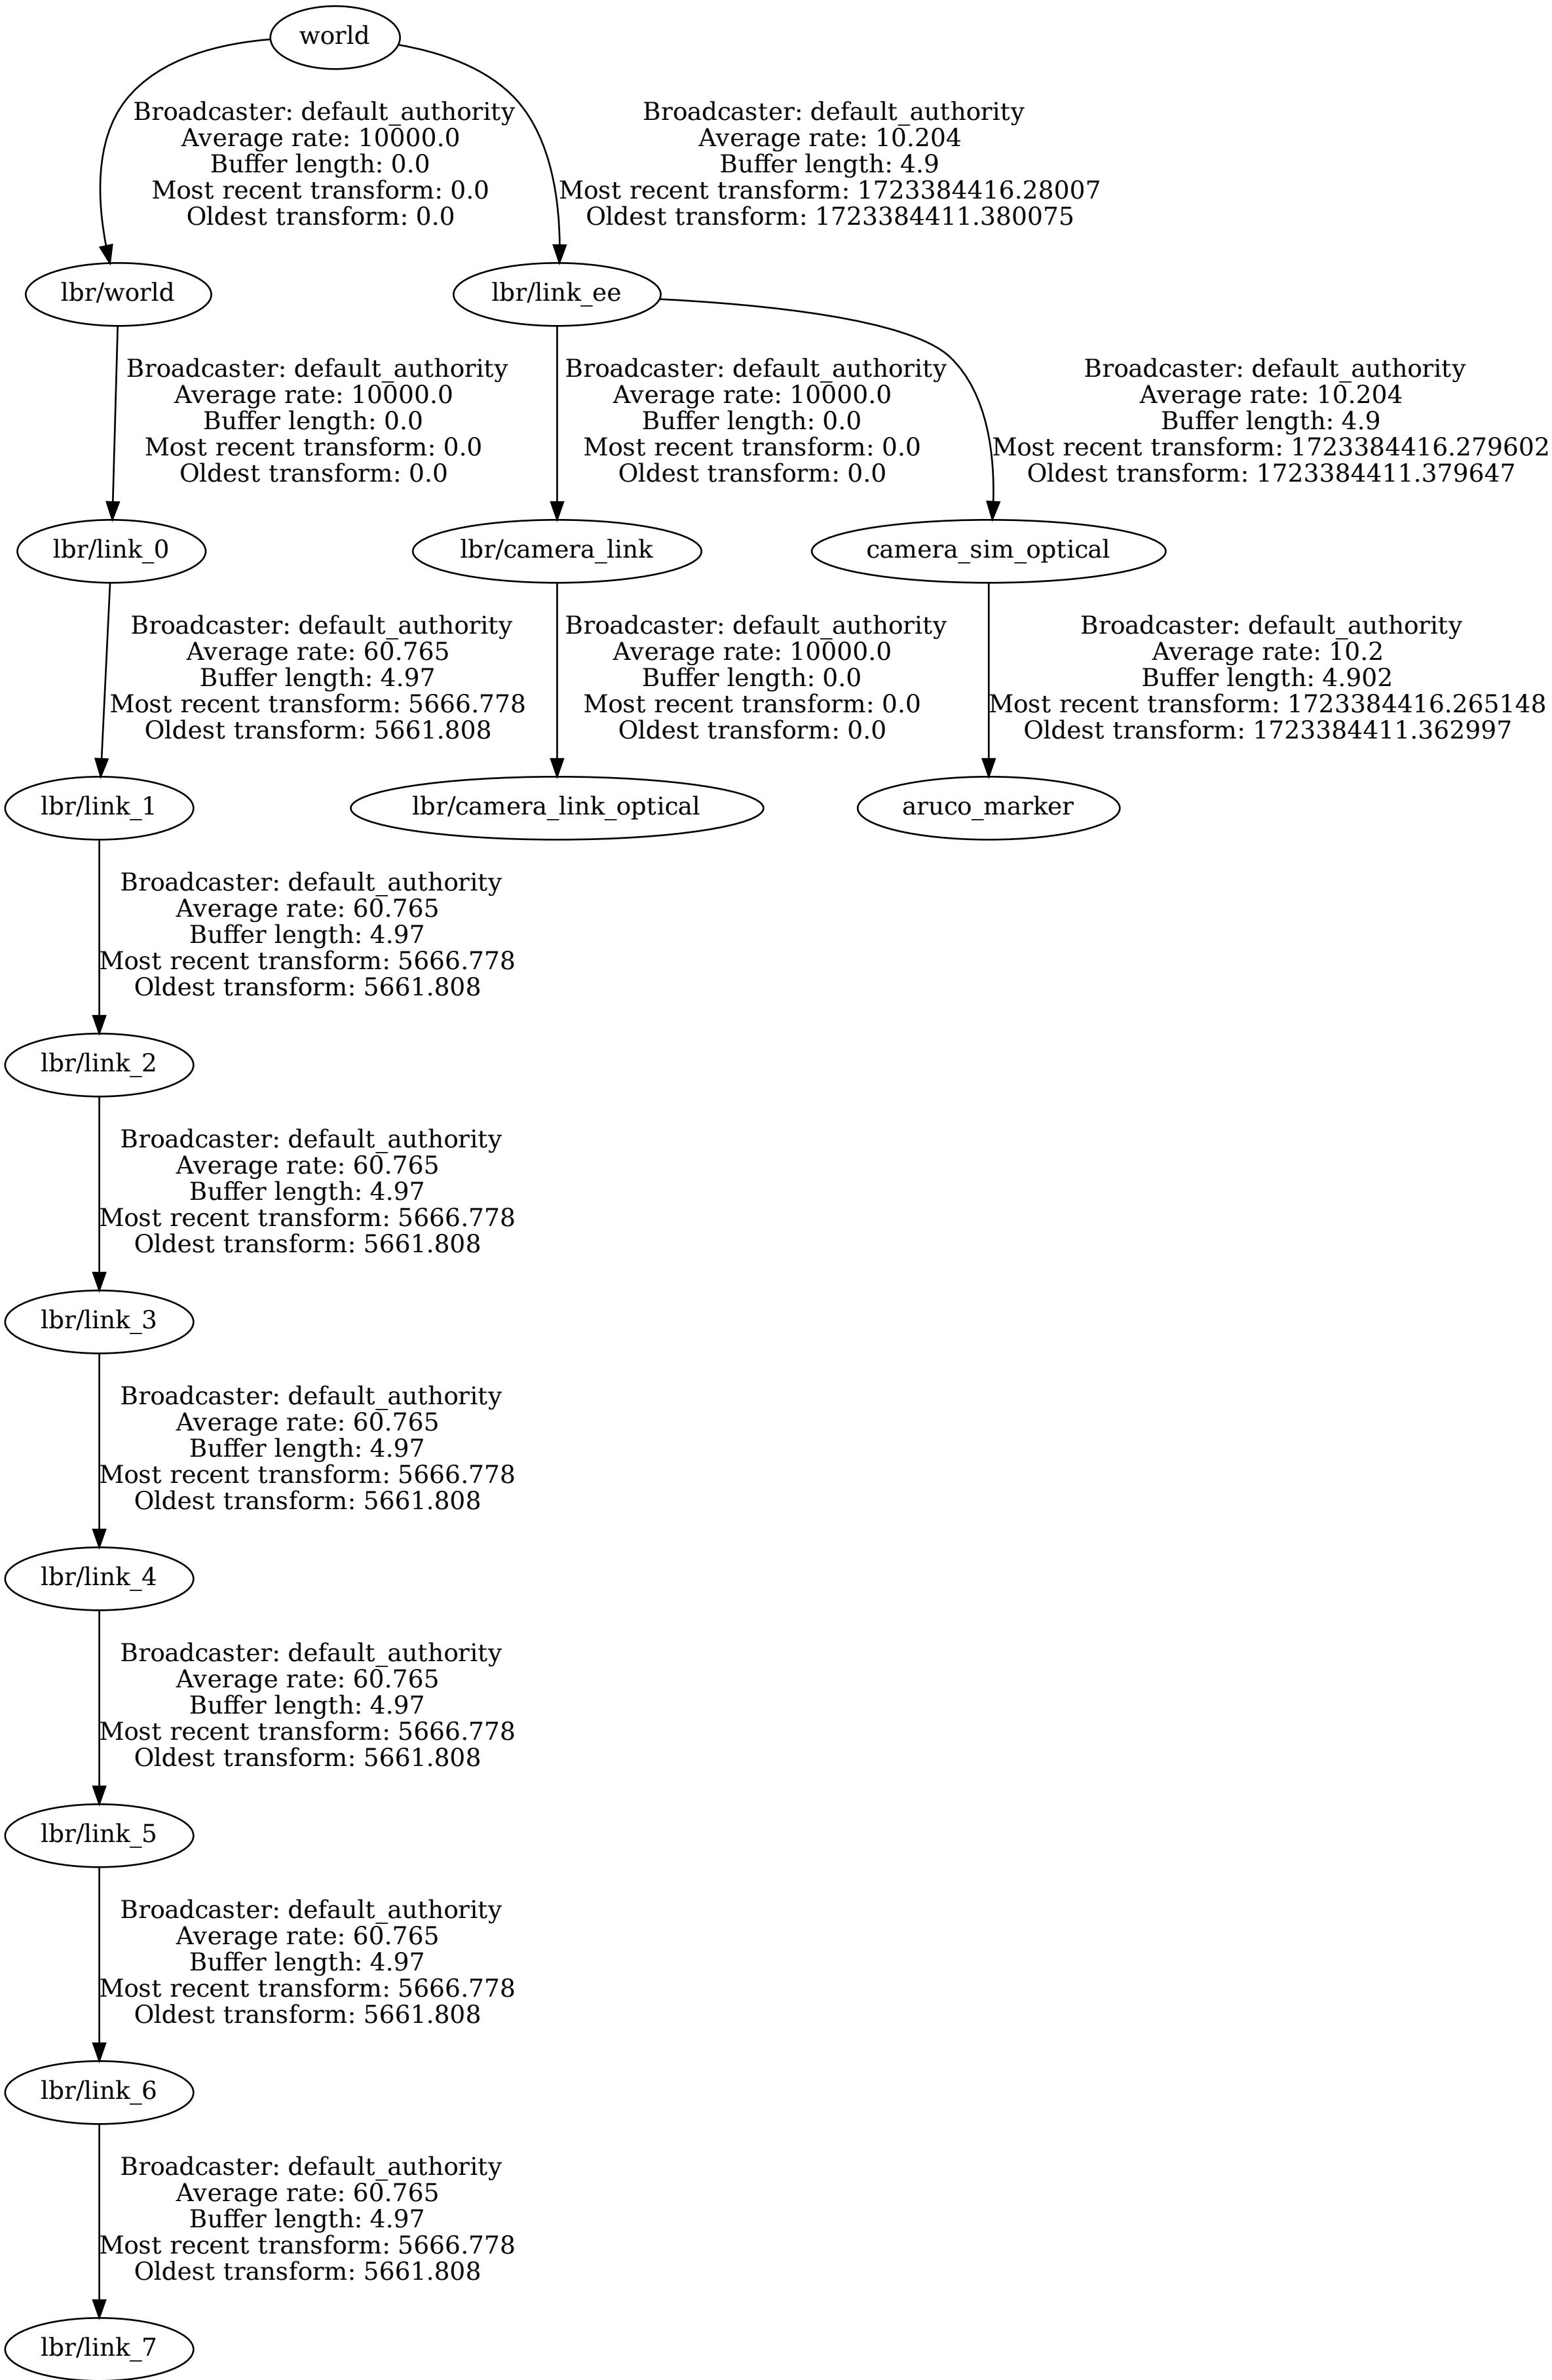 world
Broadcaster: default_authority
Average rate: 10000.0
Buffer length: 0.0
Most recent transform: 0.0
Oldest transform: 0.0
Broadcaster: default_authority
Average rate: 10.204
Buffer length: 4.9
Most recent transform: 1723384416.28007
Oldest transform: 1723384411.380075
lbr/world
lbr/link_ee
Broadcaster: default_authority
Average rate: 10000.0
Buffer length: 0.0
Most recent transform: 0.0
Oldest transform: 0.0
Broadcaster: default_authority
Average rate: 10000.0
Buffer length: 0.0
Most recent transform: 0.0
Oldest transform: 0.0
Broadcaster: default_authority
Average rate: 10.204
Buffer length: 4.9
Most recent transform: 1723384416.279602
Oldest transform: 1723384411.379647
lbr/link_0
lbr/camera_link
camera_sim_optical
Broadcaster: default_authority
Average rate: 60.765
Buffer length: 4.97
Most recent transform: 5666.778
Oldest transform: 5661.808
Broadcaster: default_authority
Average rate: 10000.0
Buffer length: 0.0
Most recent transform: 0.0
Oldest transform: 0.0
Broadcaster: default_authority
Average rate: 10.2
Buffer length: 4.902
Most recent transform: 1723384416.265148
Oldest transform: 1723384411.362997
lbr/link_1
lbr/camera_link_optical
aruco_marker
Broadcaster: default_authority
Average rate: 60.765
Buffer length: 4.97
Most recent transform: 5666.778
Oldest transform: 5661.808
lbr/link_2
Broadcaster: default_authority
Average rate: 60.765
Buffer length: 4.97
Most recent transform: 5666.778
Oldest transform: 5661.808
lbr/link_3
Broadcaster: default_authority
Average rate: 60.765
Buffer length: 4.97
Most recent transform: 5666.778
Oldest transform: 5661.808
lbr/link_4
Broadcaster: default_authority
Average rate: 60.765
Buffer length: 4.97
Most recent transform: 5666.778
Oldest transform: 5661.808
lbr/link_5
Broadcaster: default_authority
Average rate: 60.765
Buffer length: 4.97
Most recent transform: 5666.778
Oldest transform: 5661.808
lbr/link_6
Broadcaster: default_authority
Average rate: 60.765
Buffer length: 4.97
Most recent transform: 5666.778
Oldest transform: 5661.808
lbr/link_7